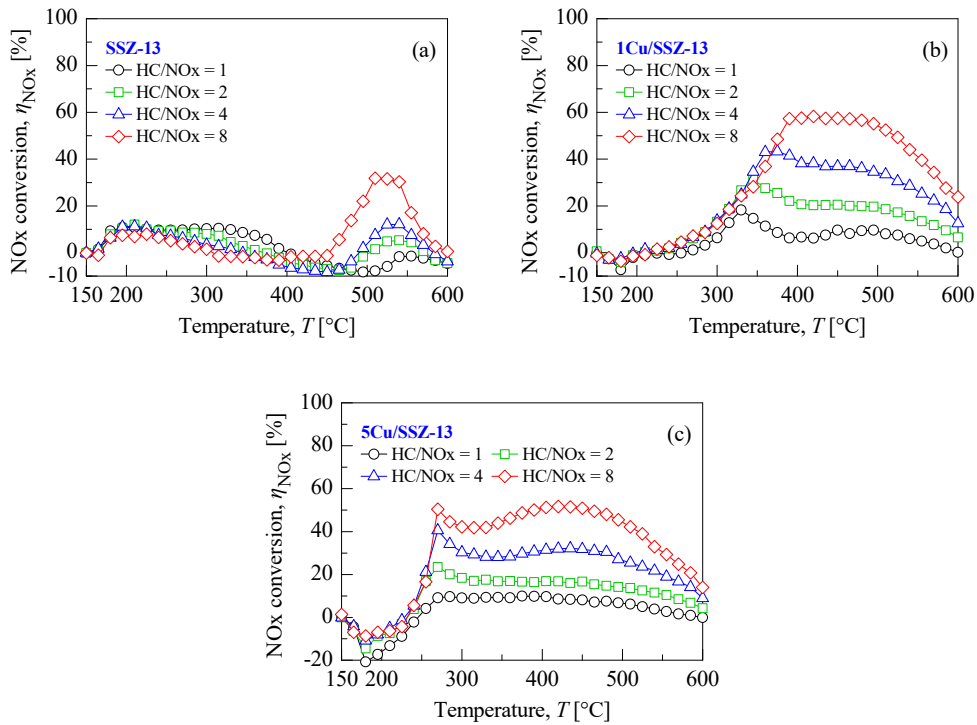 100
80
60
40
20
0
-10
NOx conversion, ηNOx [%]
SSZ-13
(a)
HC/NOx = 1
HC/NOx = 2
HC/NOx = 4
HC/NOx = 8
150 200 300 400 500 600
Temperature, T [°C]
100
80
60
40
20
0
-10
NOx conversion, ηNOx [%]
1Cu/SSZ-13
(b)
HC/NOx = 1
HC/NOx = 2
HC/NOx = 4
HC/NOx = 8
150 200 300 400 500 600
Temperature, T [°C]
100
80
60
40
20
0
-20
NOx conversion, ηNOx [%]
5Cu/SSZ-13
(c)
HC/NOx = 1 HC/NOx = 2
HC/NOx = 4 HC/NOx = 8
150 200 300 400 500 600
Temperature, T [°C]